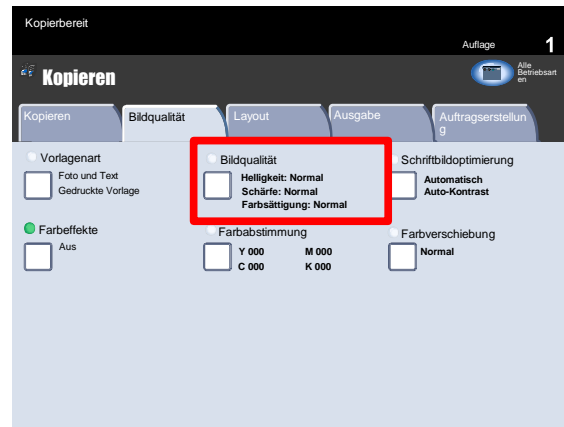 Kopierbereit
Auflage 1
Kopieren
Alle
Betriebsart
en
Kopieren Bildqualität Layout Ausgabe Auftragserstellun
g
Vorlagenart
Foto und Text
Gedruckte Vorlage
Bildqualität
Helligkeit: Normal
Schärfe: Normal
Farbsättigung: Normal
Schriftbildoptimierung
Automatisch
Auto-Kontrast
Farbeffekte
Aus
Farbabstimmung
Y 000 M 000
C 000 K 000
Farbverschiebung
Normal